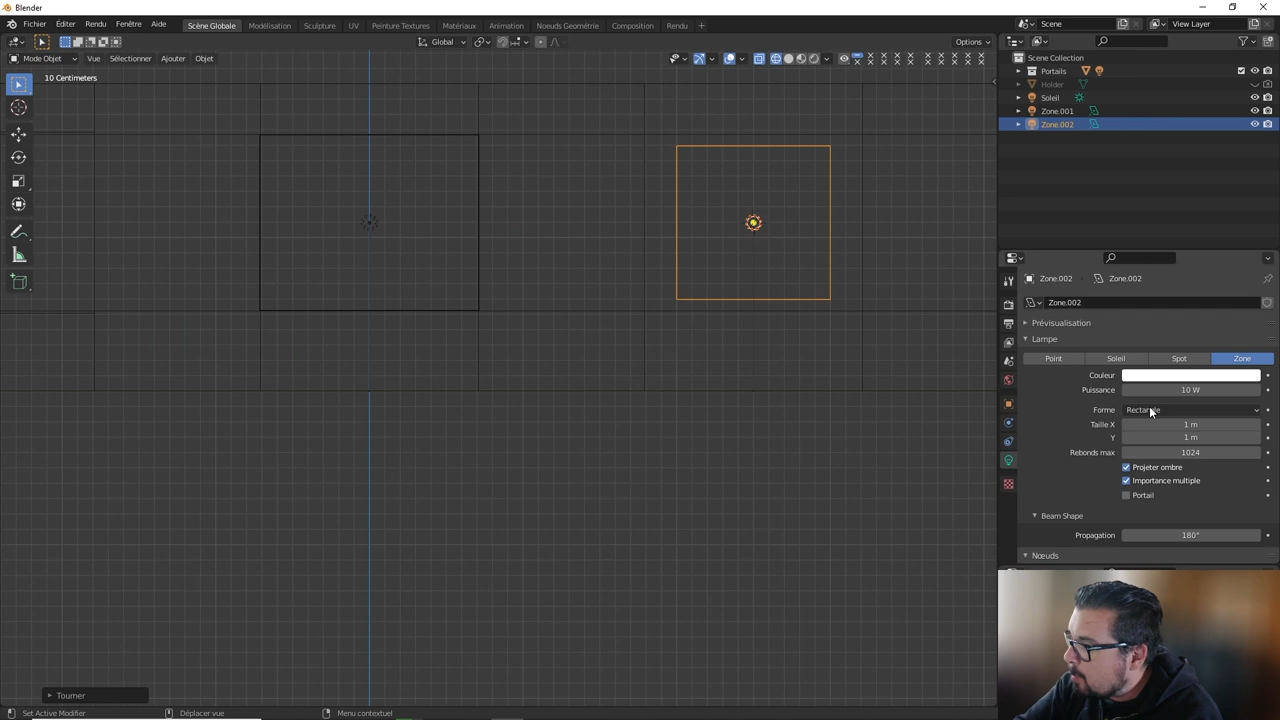 Blender
Fichier Éditer Rendu Fenêtre Aide Scène Globale Modélisation Sculpture UV Peinture Textures Matériaux Animation Noeuds Geométrie Composition Rendu + Scene View Layer
Global Options
Mode Objet Vue Sélectionner Ajouter Objet
10 Centimeters
Scene Collection
Portails
Holder
Soleil
Zone.001
Zone.002
Zone.002 Zone.002
Zone.002
Prévisualisation
Lampe
Point Soleil Spot Zone
Couleur
Puissance 10 W
Forme Rectangle
Taille X 1 m
Y 1 m
Rebonds max 1024
Projeter ombre
Importance multiple
Portail
Beam Shape
Propagation 180°
Nœuds
Tourner
Set Active Modifier Déplacer vue Menu contextuel